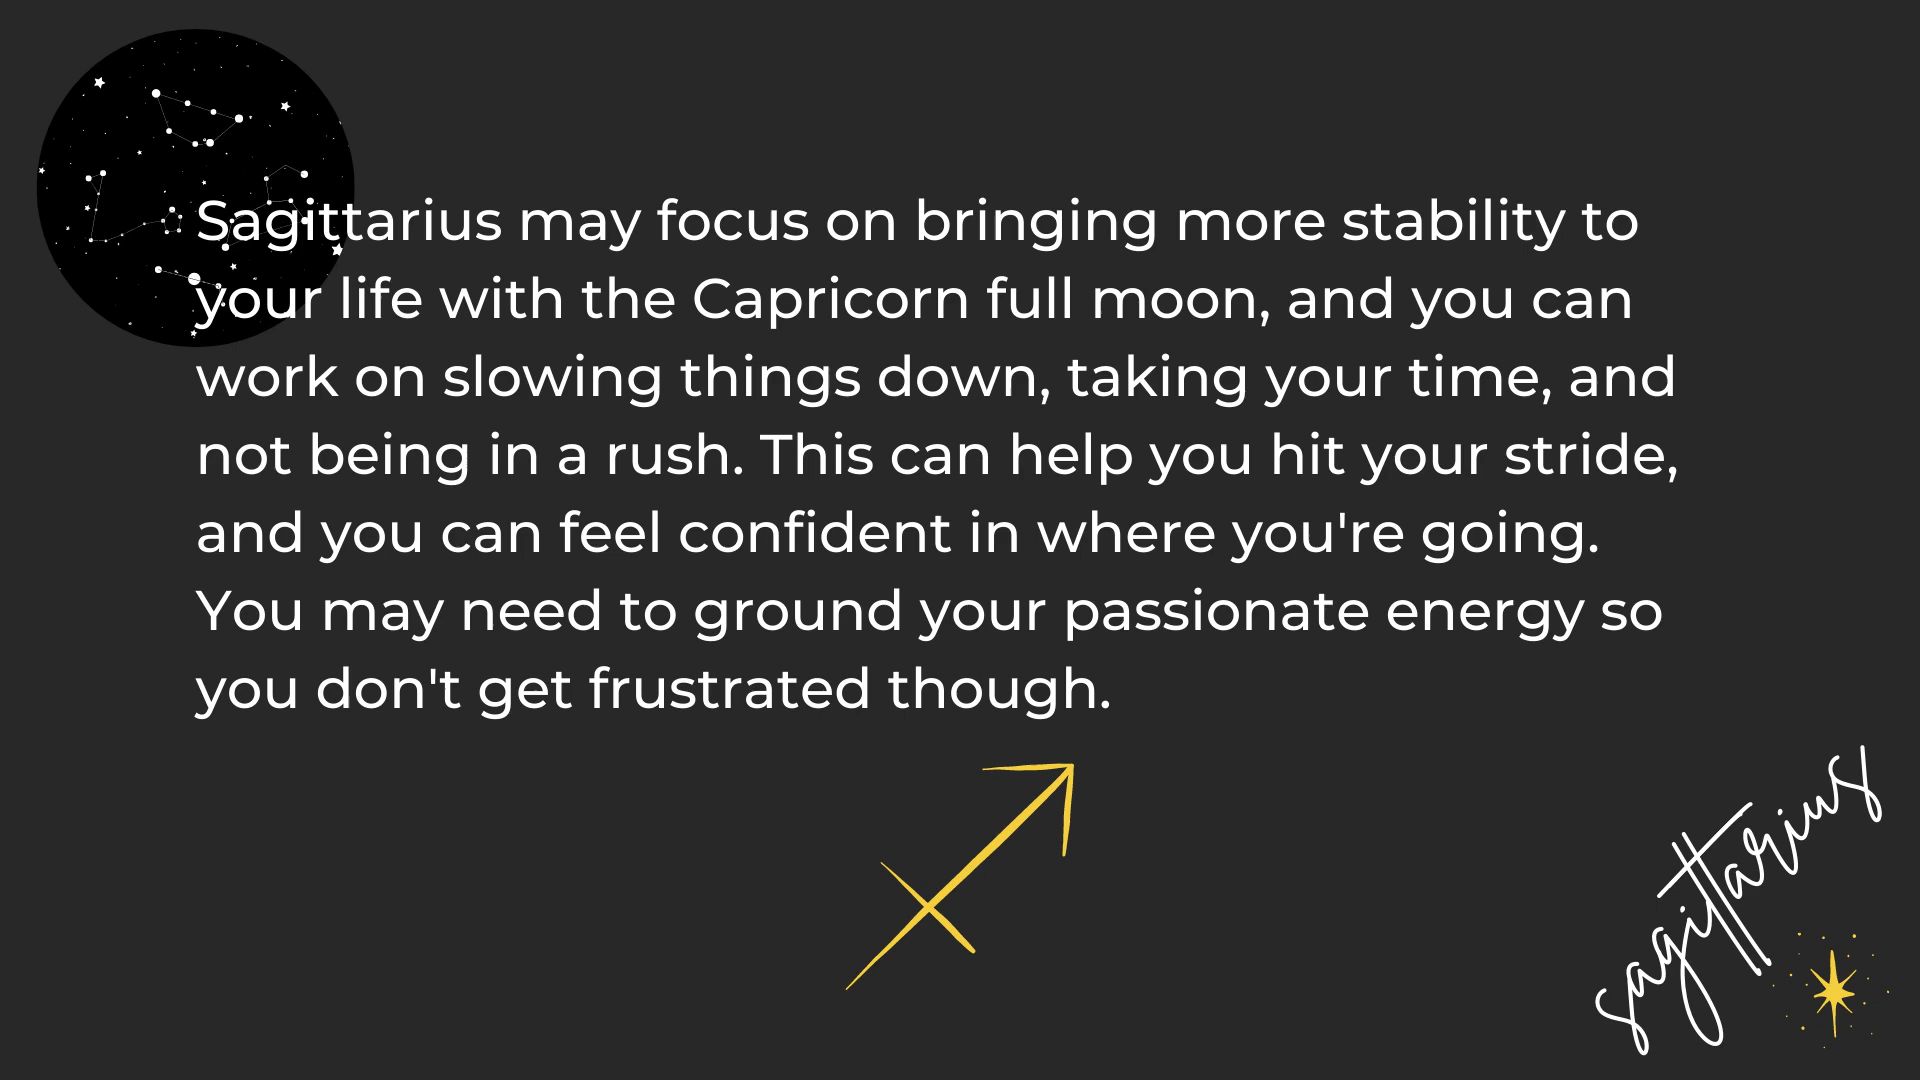 Sagittarius may focus on bringing more stability to
your life with the Capricorn full moon, and you can
work on slowing things down, taking your time, and
not being in a rush. This can help you hit your stride,
and you can feel confident in where you're going.
You may need to ground your passionate energy so
you don't get frustrated though.
sagittarius